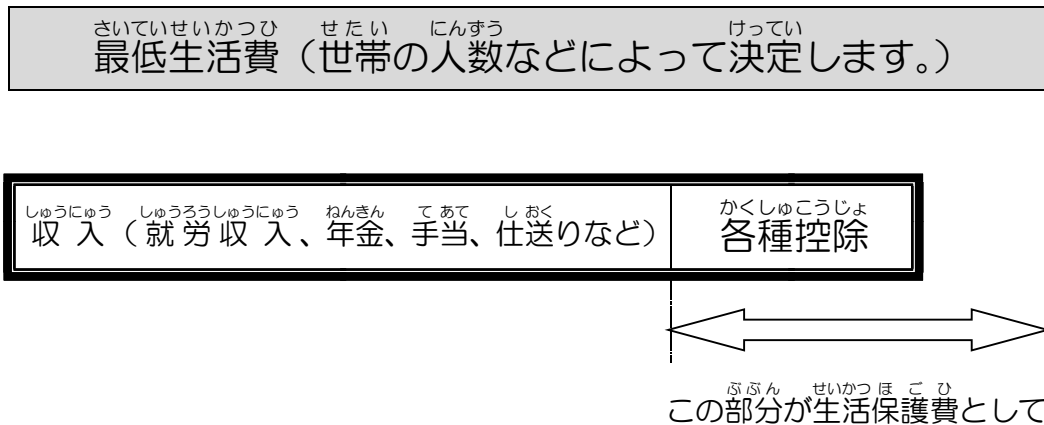 さいていせいかつひ せたい にんずう けってい
最低生活費（世帯の人数などによって決定します。）
しゅうにゅう しゅうろうしゅうにゅう ねんきん てあて しおく
収入（就労収入、年金、手当、仕送りなど）
かくしゅこうじょ
各種控除
ぶぶん せいかつほごひ
この部分が生活保護費として